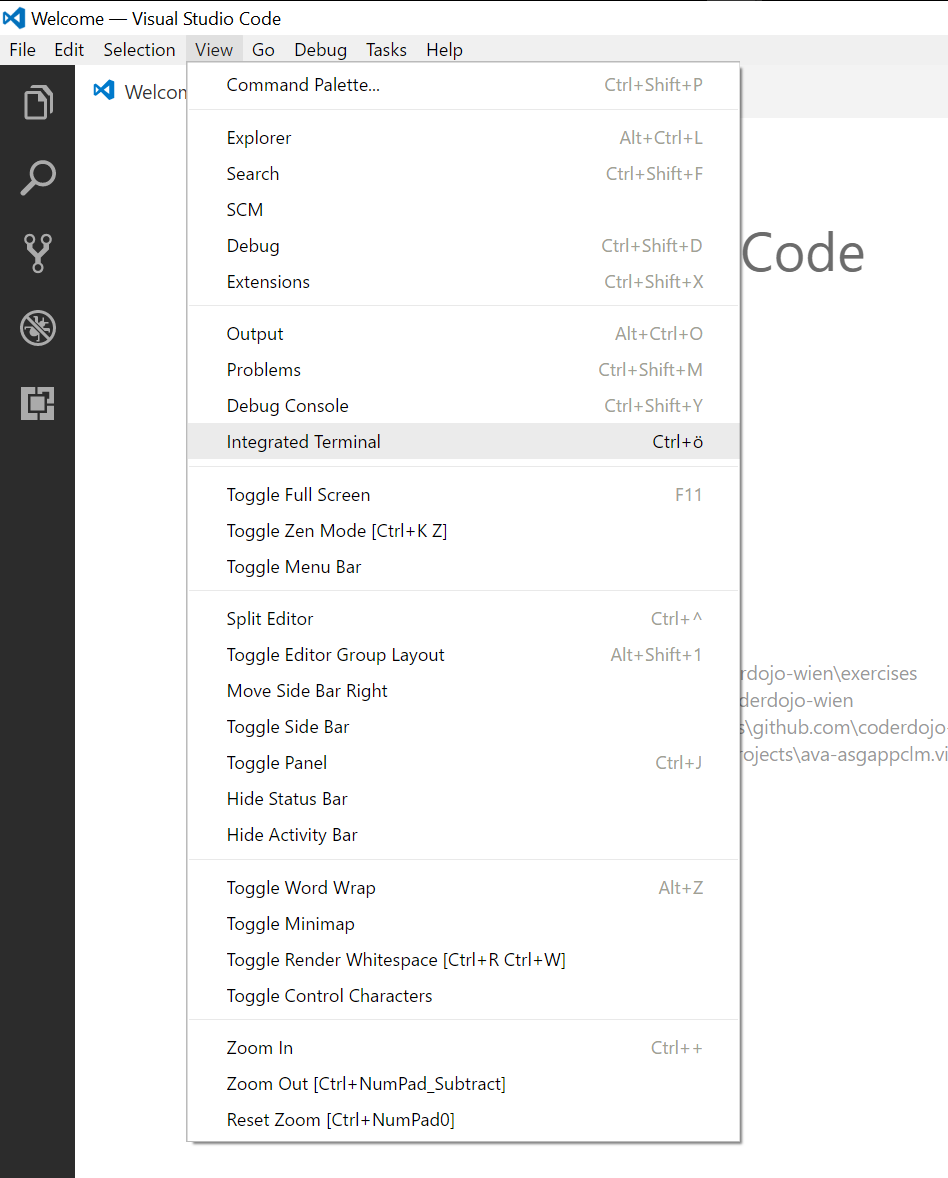 Welcome — Visual Studio Code
File Edit Selection View Go Debug Tasks Help
Welcom
Command Palette... Ctrl+Shift+P
Explorer Alt+Ctrl+L
Search Ctrl+Shift+F
SCM
Debug Ctrl+Shift+D
Extensions Ctrl+Shift+X
Code
Output Alt+Ctrl+O
Problems Ctrl+Shift+M
Debug Console Ctrl+Shift+Y
Integrated Terminal Ctrl+ö
Toggle Full Screen F11
Toggle Zen Mode [Ctrl+K Z]
Toggle Menu Bar
Split Editor Ctrl+^
Toggle Editor Group Layout Alt+Shift+1
Move Side Bar Right
Toggle Side Bar
Toggle Panel Ctrl+J
Hide Status Bar
Hide Activity Bar
rdojo-wien\exercises
derdojo-wien
s\github.com\coderdojo-
rojects\ava-asgappclm.vi
Toggle Word Wrap Alt+Z
Toggle Minimap
Toggle Render Whitespace [Ctrl+R Ctrl+W]
Toggle Control Characters
Zoom In Ctrl++
Zoom Out [Ctrl+NumPad_Subtract]
Reset Zoom [Ctrl+NumPad0]